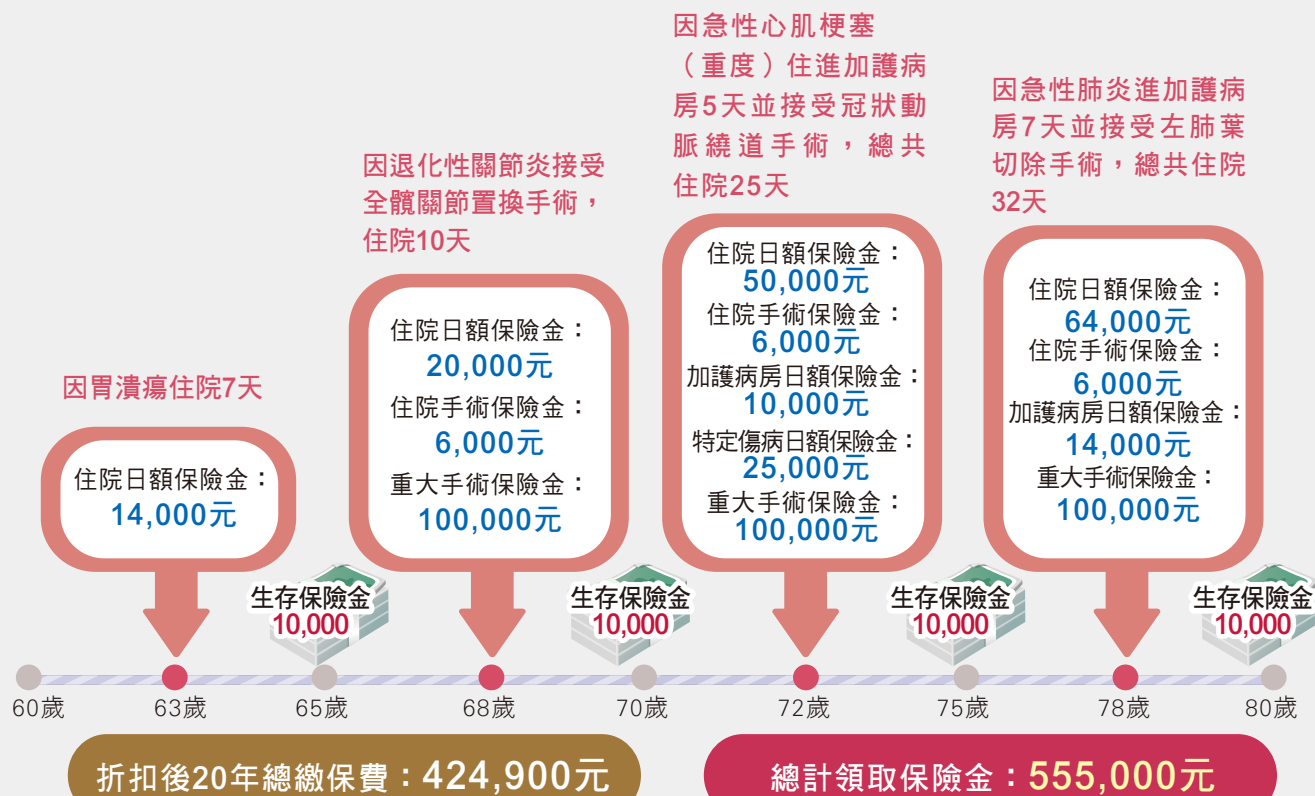 因胃潰瘍住院7天
住院日額保險金：
14,000元
因退化性關節炎接受
全髖關節置換手術，
住院10天
住院日額保險金：
20,000元
住院手術保險金：
6,000元
重大手術保險金：
100,000元
因急性心肌梗塞
（重度）住進加護病
房5天並接受冠狀動
脈繞道手術，總共
住院25天
住院日額保險金：
50,000元
住院手術保險金：
6,000元
加護病房日額保險金：
10,000元
特定傷病日額保險金：
25,000元
重大手術保險金：
100,000元
因急性肺炎進加護病
房7天並接受左肺葉
切除手術，總共住院
32天
住院日額保險金：
64,000元
住院手術保險金：
6,000元
加護病房日額保險金：
14,000元
重大手術保險金：
100,000元
生存保險金
10,000
生存保險金
10,000
生存保險金
10,000
生存保險金
10,000
60歲
63歲
65歲
68歲
70歲
72歲
75歲
78歲
80歲
折扣後20年總繳保費：424,900元
總計領取保險金：555,000元